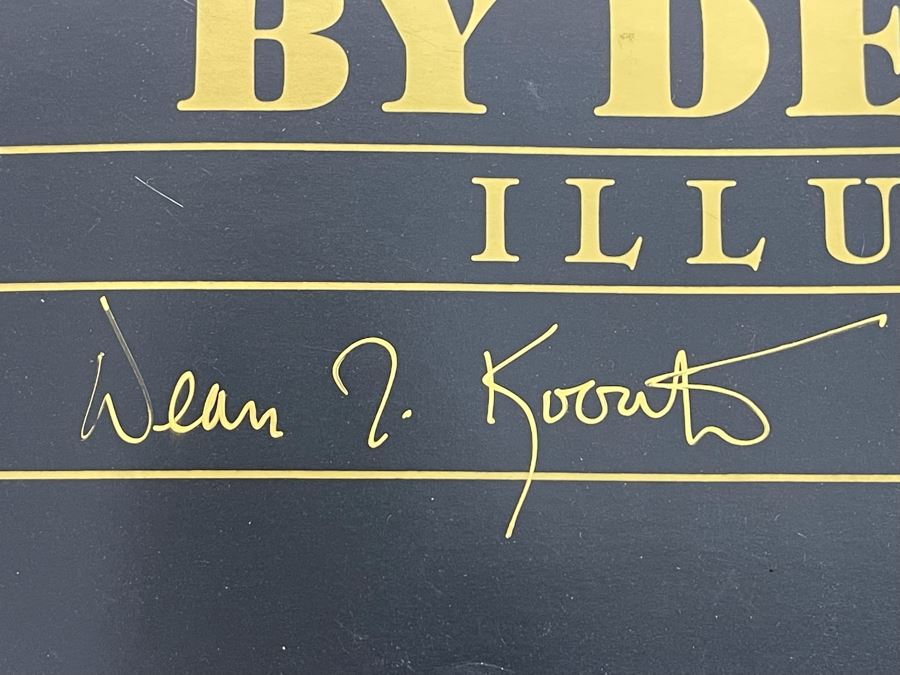 BY DE
ILLU
Dean R. Koontz